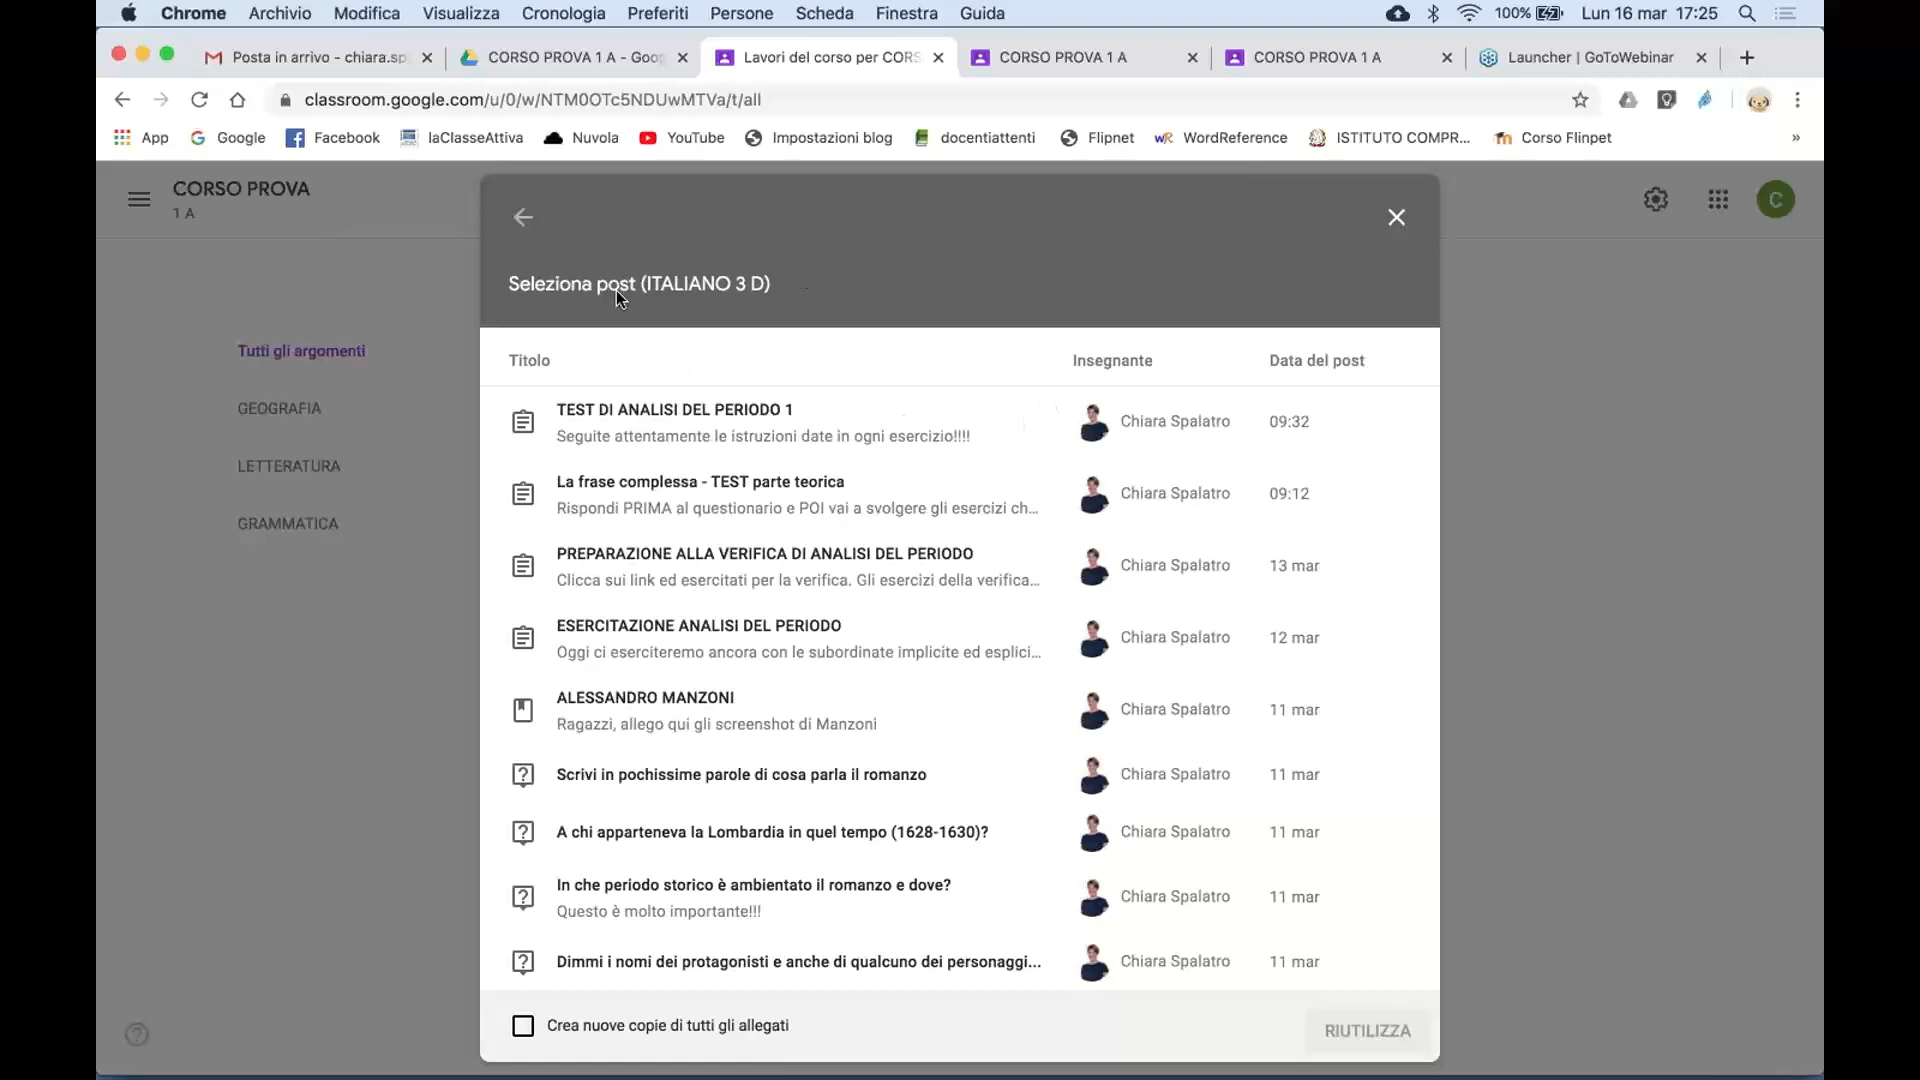 Chrome Archivio Modifica Visualizza Cronologia Preferiti Persone Scheda Finestra Guida 100% Lun 16 mar 17:25
Posta in arrivo - chiara.sp CORSO PROVA 1 A - Goo Lavori del corso per CORS CORSO PROVA 1 A CORSO PROVA 1 A Launcher | GoToWebinar
classroom.google.com/u/0/w/NTM0OTc5NDUwMTVa/t/all
App Google Facebook laClasseAttiva Nuvola YouTube Impostazioni blog docentiattenti Flipnet WordReference ISTITUTO COMPR... Corso Flinpet »
CORSO PROVA
1 A
C
Tutti gli argomenti
GEOGRAFIA
LETTERATURA
GRAMMATICA
Seleziona post (ITALIANO 3 D)
Titolo Insegnante Data del post
TEST DI ANALISI DEL PERIODO 1
Seguite attentamente le istruzioni date in ogni esercizio!!!!
Chiara Spalatro 09:32
La frase complessa - TEST parte teorica
Rispondi PRIMA al questionario e POI vai a svolgere gli esercizi ch...
Chiara Spalatro 09:12
PREPARAZIONE ALLA VERIFICA DI ANALISI DEL PERIODO
Clicca sui link ed esercitati per la verifica. Gli esercizi della verifica...
Chiara Spalatro 13 mar
ESERCITAZIONE ANALISI DEL PERIODO
Oggi ci eserciteremo ancora con le subordinate implicite ed esplici...
Chiara Spalatro 12 mar
ALESSANDRO MANZONI
Ragazzi, allego qui gli screenshot di Manzoni
Chiara Spalatro 11 mar
Scrivi in pochissime parole di cosa parla il romanzo Chiara Spalatro 11 mar
A chi apparteneva la Lombardia in quel tempo (1628-1630)? Chiara Spalatro 11 mar
In che periodo storico è ambientato il romanzo e dove?
Questo è molto importante!!!
Chiara Spalatro 11 mar
Dimmi i nomi dei protagonisti e anche di qualcuno dei personaggi... Chiara Spalatro 11 mar
Crea nuove copie di tutti gli allegati RIUTILIZZA